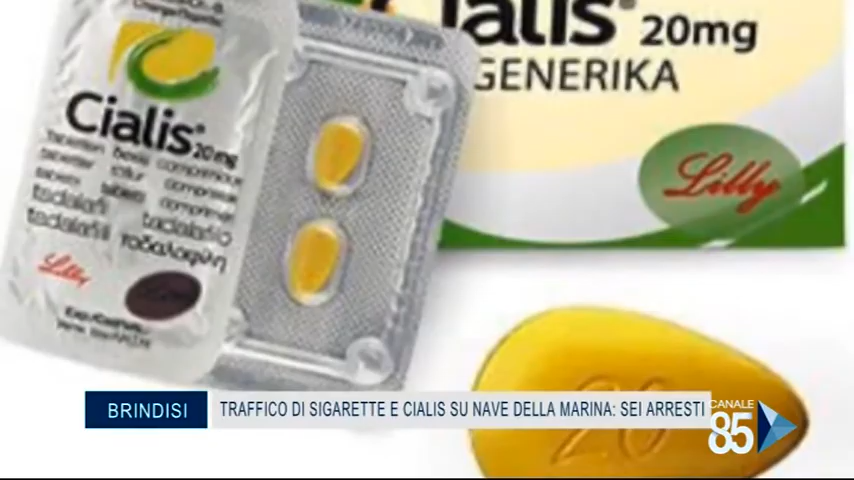 Cialis® 20mg
GENERIKA
Lilly
Cialis® 20mg
tadalafil tadalafilo
Lilly
20
BRINDISI
TRAFFICO DI SIGARETTE E CIALIS SU NAVE DELLA MARINA: SEI ARRESTI
CANALE
85